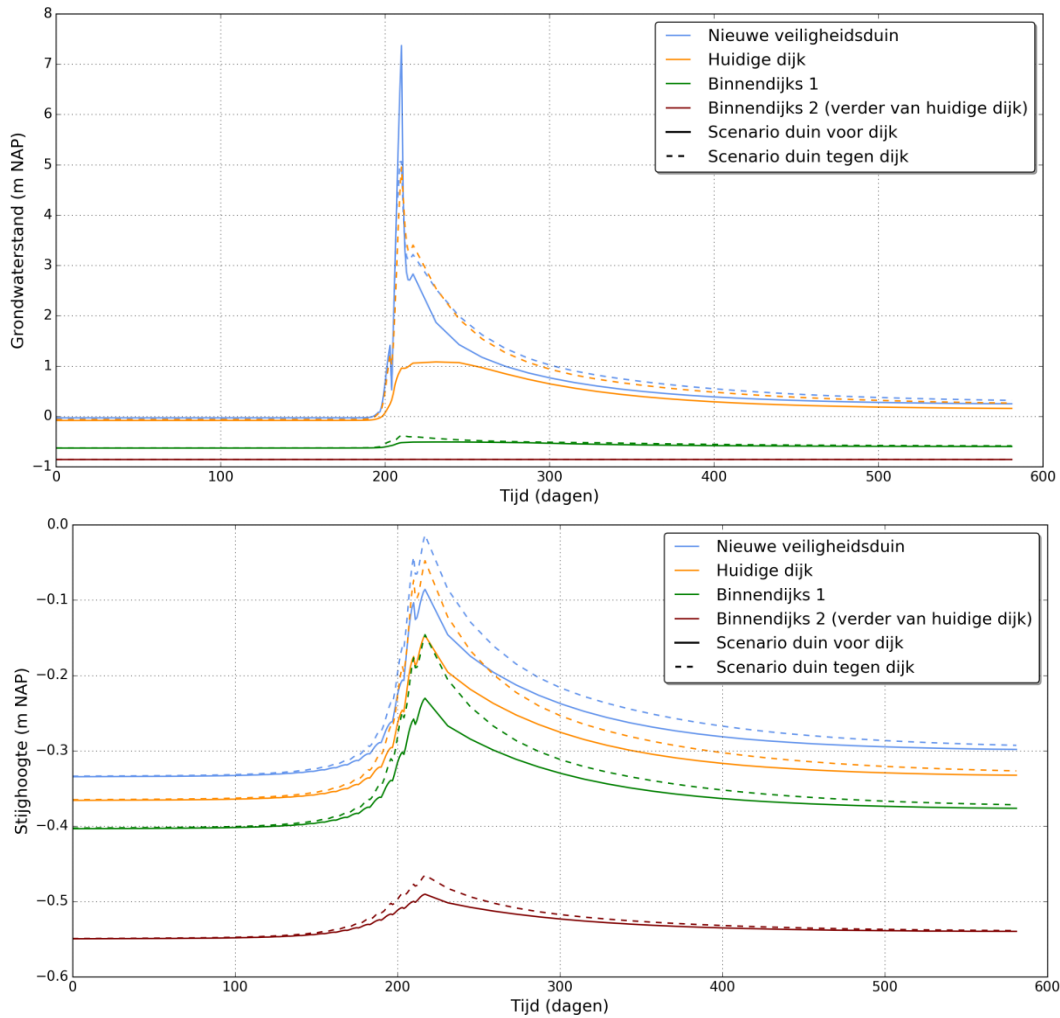 8
7
6
5
4
3
2
1
0
−1
Grondwaterstand (m NAP)
Nieuwe veiligheidsduin
Huidige dijk
Binnendijks 1
Binnendijks 2 (verder van huidige dijk)
Scenario duin voor dijk
Scenario duin tegen dijk
0 100 200 300 400 500 600
Tijd (dagen)
0.0
−0.1
−0.2
−0.3
−0.4
−0.5
−0.6
Stijghoogte (m NAP)
Nieuwe veiligheidsduin
Huidige dijk
Binnendijks 1
Binnendijks 2 (verder van huidige dijk)
Scenario duin voor dijk
Scenario duin tegen dijk
0 100 200 300 400 500 600
Tijd (dagen)